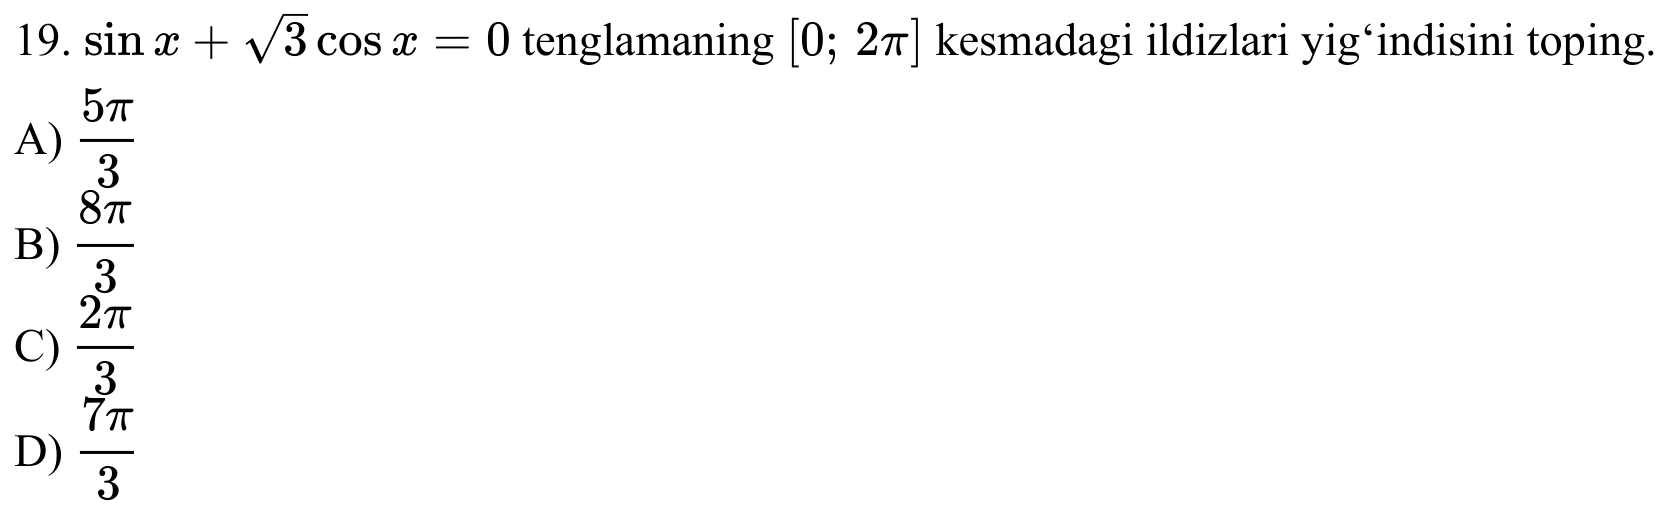 19. sin x + √3 cos x = 0 tenglamaning [0; 2π] kesmadagi ildizlari yig‘indisini toping.
A) 5π/3
B) 8π/3
C) 2π/3
D) 7π/3